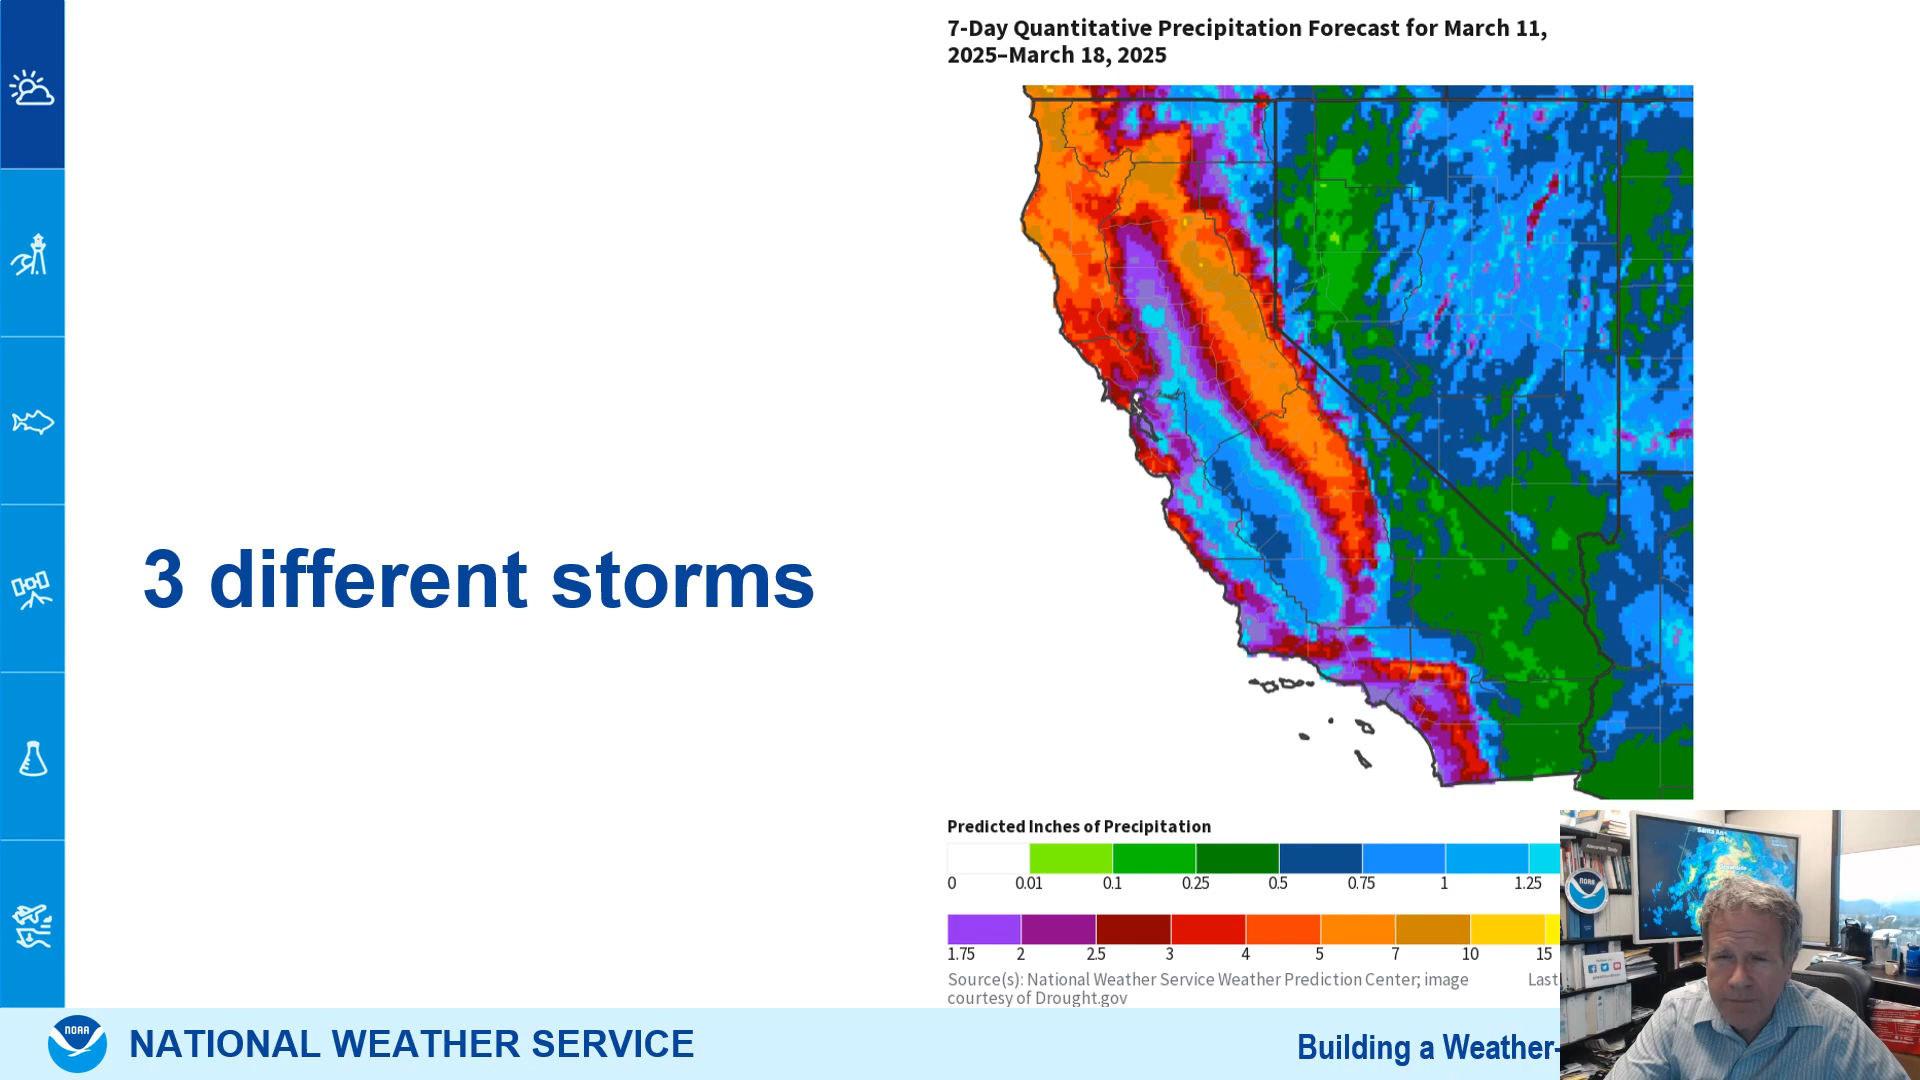 7-Day Quantitative Precipitation Forecast for March 11,
2025–March 18, 2025
3 different storms
Predicted Inches of Precipitation
0 0.01 0.1 0.25 0.5 0.75 1 1.25
1.75 2 2.5 3 4 5 7 10 15
Source(s): National Weather Service Weather Prediction Center; image
courtesy of Drought.gov
Last
NOAA
NATIONAL WEATHER SERVICE
Building a Weather-
Santa Ana
NOAA